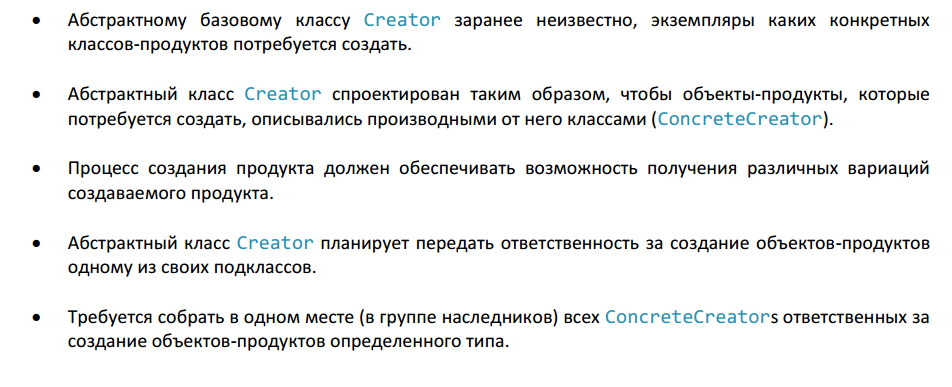 • Абстрактному базовому классу Creator заранее неизвестно, экземпляры каких конкретных
классов-продуктов потребуется создать.
• Абстрактный класс Creator спроектирован таким образом, чтобы объекты-продукты, которые
потребуется создать, описывались производными от него классами (ConcreteCreator).
• Процесс создания продукта должен обеспечивать возможность получения различных вариаций
создаваемого продукта.
• Абстрактный класс Creator планирует передать ответственность за создание объектов-продуктов
одному из своих подклассов.
• Требуется собрать в одном месте (в группе наследников) всех ConcreteCreators ответственных за
создание объектов-продуктов определенного типа.